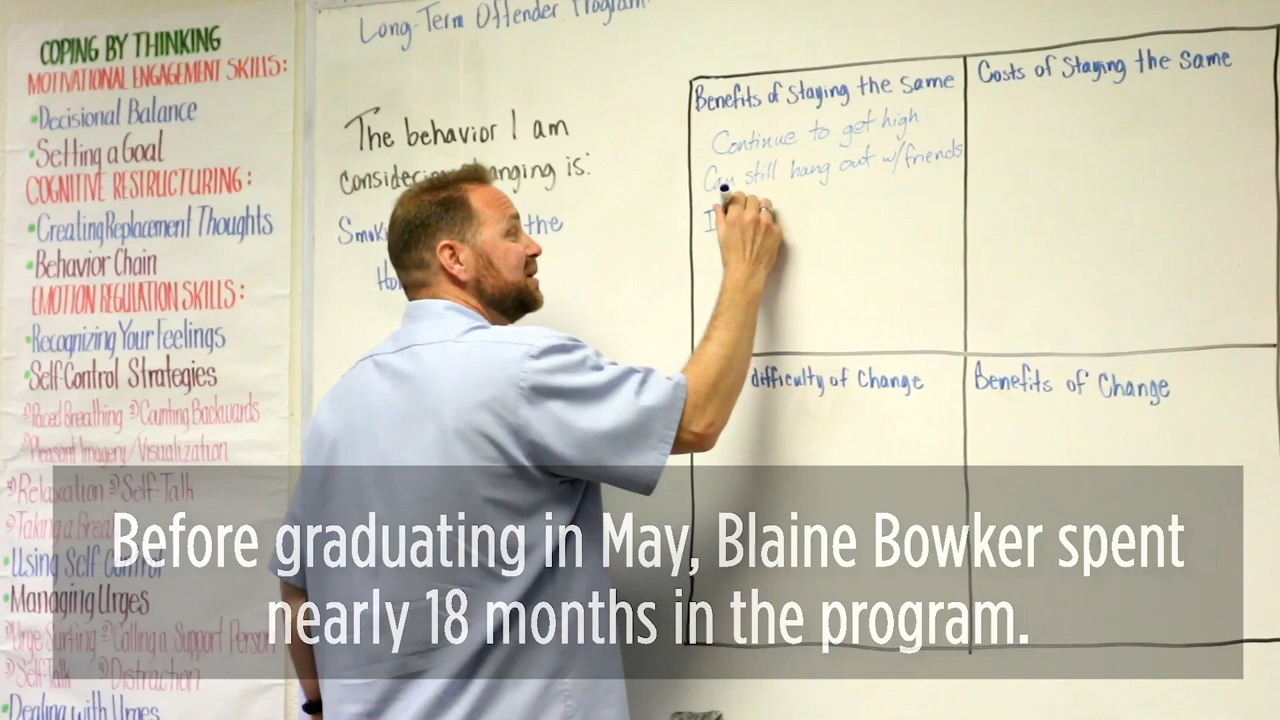 COPING BY THINKING
MOTIVATIONAL ENGAGEMENT SKILLS:
•Decisional Balance
•Setting a Goal
COGNITIVE RESTRUCTURING:
•Creating Replacement Thoughts
•Behavior Chain
EMOTION REGULATION SKILLS:
•Recognizing Your Feelings
•Self-Control Strategies
Paced Breathing Counting Backwards
Pleasant Imagery/Visualization
Relaxation Self-Talk
Taking a
•Using Self Control
•Managing Urges
Urge Surfing Calling a Support Person
Self Talk Distraction
•Dealing with Urges
Long-Term Offender Program
The behavior I am
considering changing is:
the
Benefits of Staying the same
Continue to get high
Can still hang out w/friends
Costs of Staying the same
difficulty of Change
Benefits of Change
Before graduating in May, Blaine Bowker spent
nearly 18 months in the program.